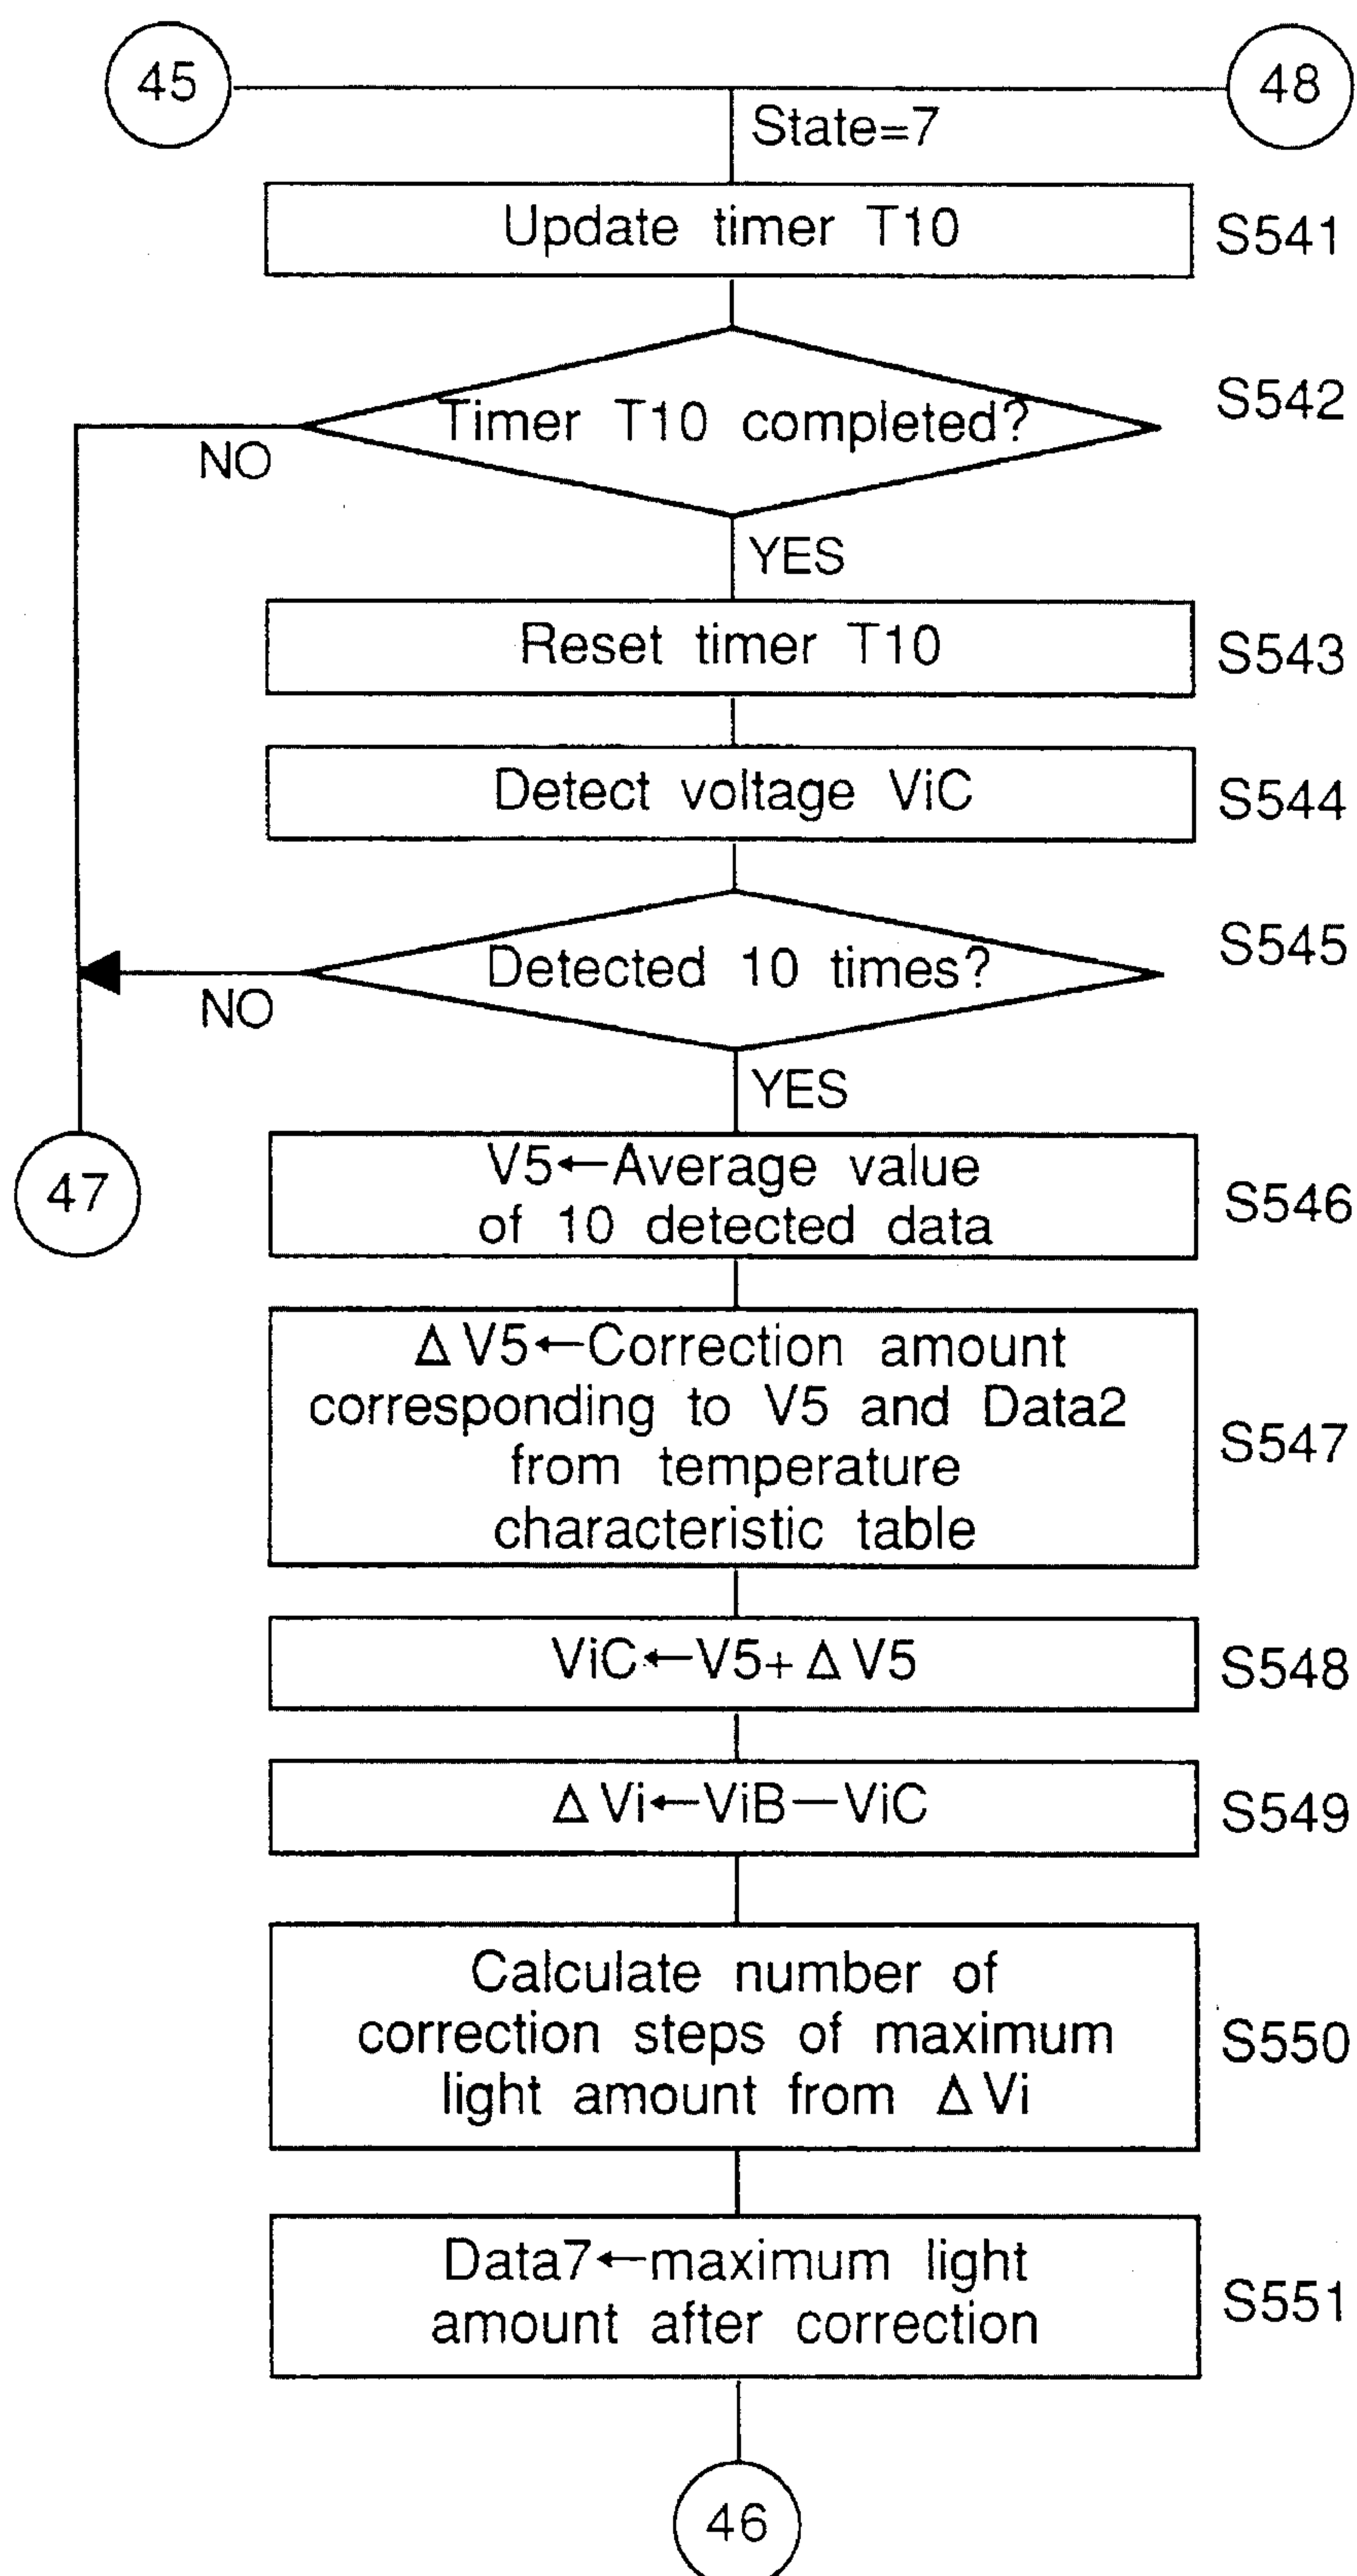 45
48
State=7
Update timer T10
S541
Timer T10 completed?
S542
NO
YES
Reset timer T10
S543
Detect voltage ViC
S544
Detected 10 times?
S545
NO
YES
47
V5←Average value
of 10 detected data
S546
ΔV5←Correction amount
corresponding to V5 and Data2
from temperature
characteristic table
S547
ViC←V5+ΔV5
S548
ΔVi←ViB—ViC
S549
Calculate number of
correction steps of maximum
light amount from ΔVi
S550
Data7←maximum light
amount after correction
S551
46